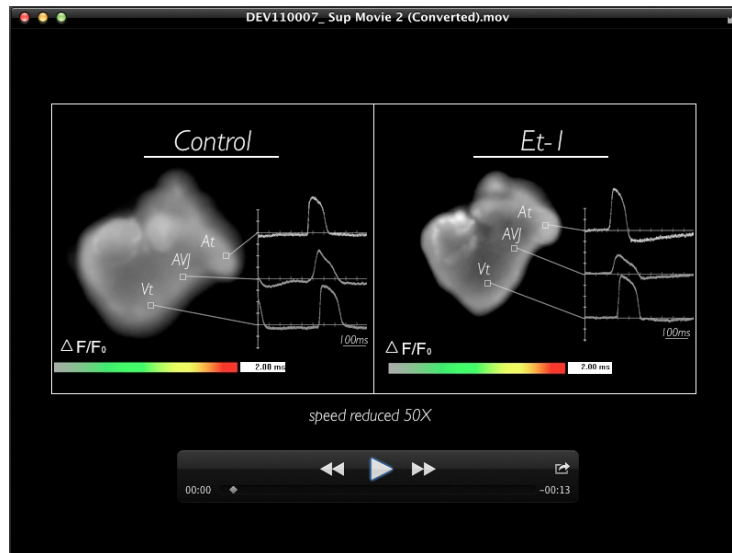 DEV110007_ Sup Movie 2 (Converted).mov
Control
At
AVJ
Vt
100ms
△ F/F₀
2.00 ms
Et-1
At
AVJ
Vt
100ms
△ F/F₀
2.00 ms
speed reduced 50X
00:00
-00:13